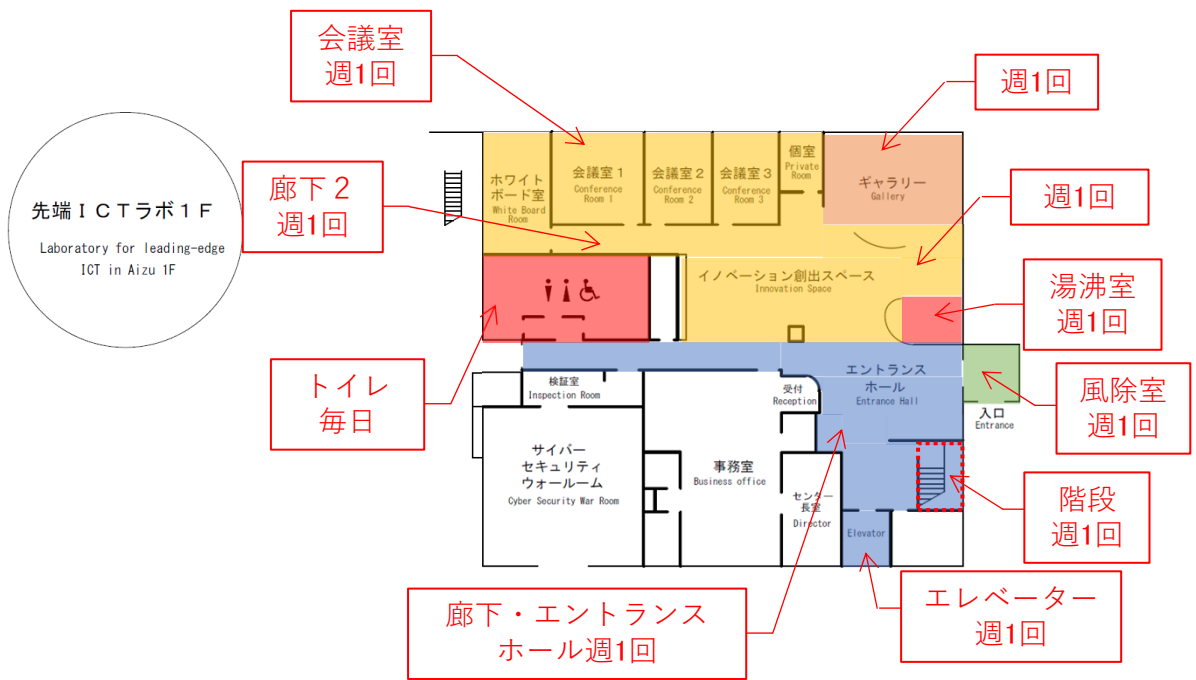 会議室
週1回
週1回
廊下２
週1回
週1回
先端ＩＣＴラボ１Ｆ
Laboratory for leading-edge
ICT in Aizu 1F
ホワイト
ボード室
White Board
Room
会議室１
Conference
Room 1
会議室２
Conference
Room 2
会議室３
Conference
Room 3
個室
Private
Room
ギャラリー
Gallery
イノベーション創出スペース
Innovation Space
湯沸室
週1回
トイレ
毎日
検証室
Inspection Room
受付
Reception
エントランス
ホール
Entrance Hall
入口
Entrance
風除室
週1回
サイバー
セキュリティ
ウォールーム
Cyber Security War Room
事務室
Business office
センター
長室
Director
Elevator
階段
週1回
廊下・エントランス
ホール週1回
エレベーター
週1回